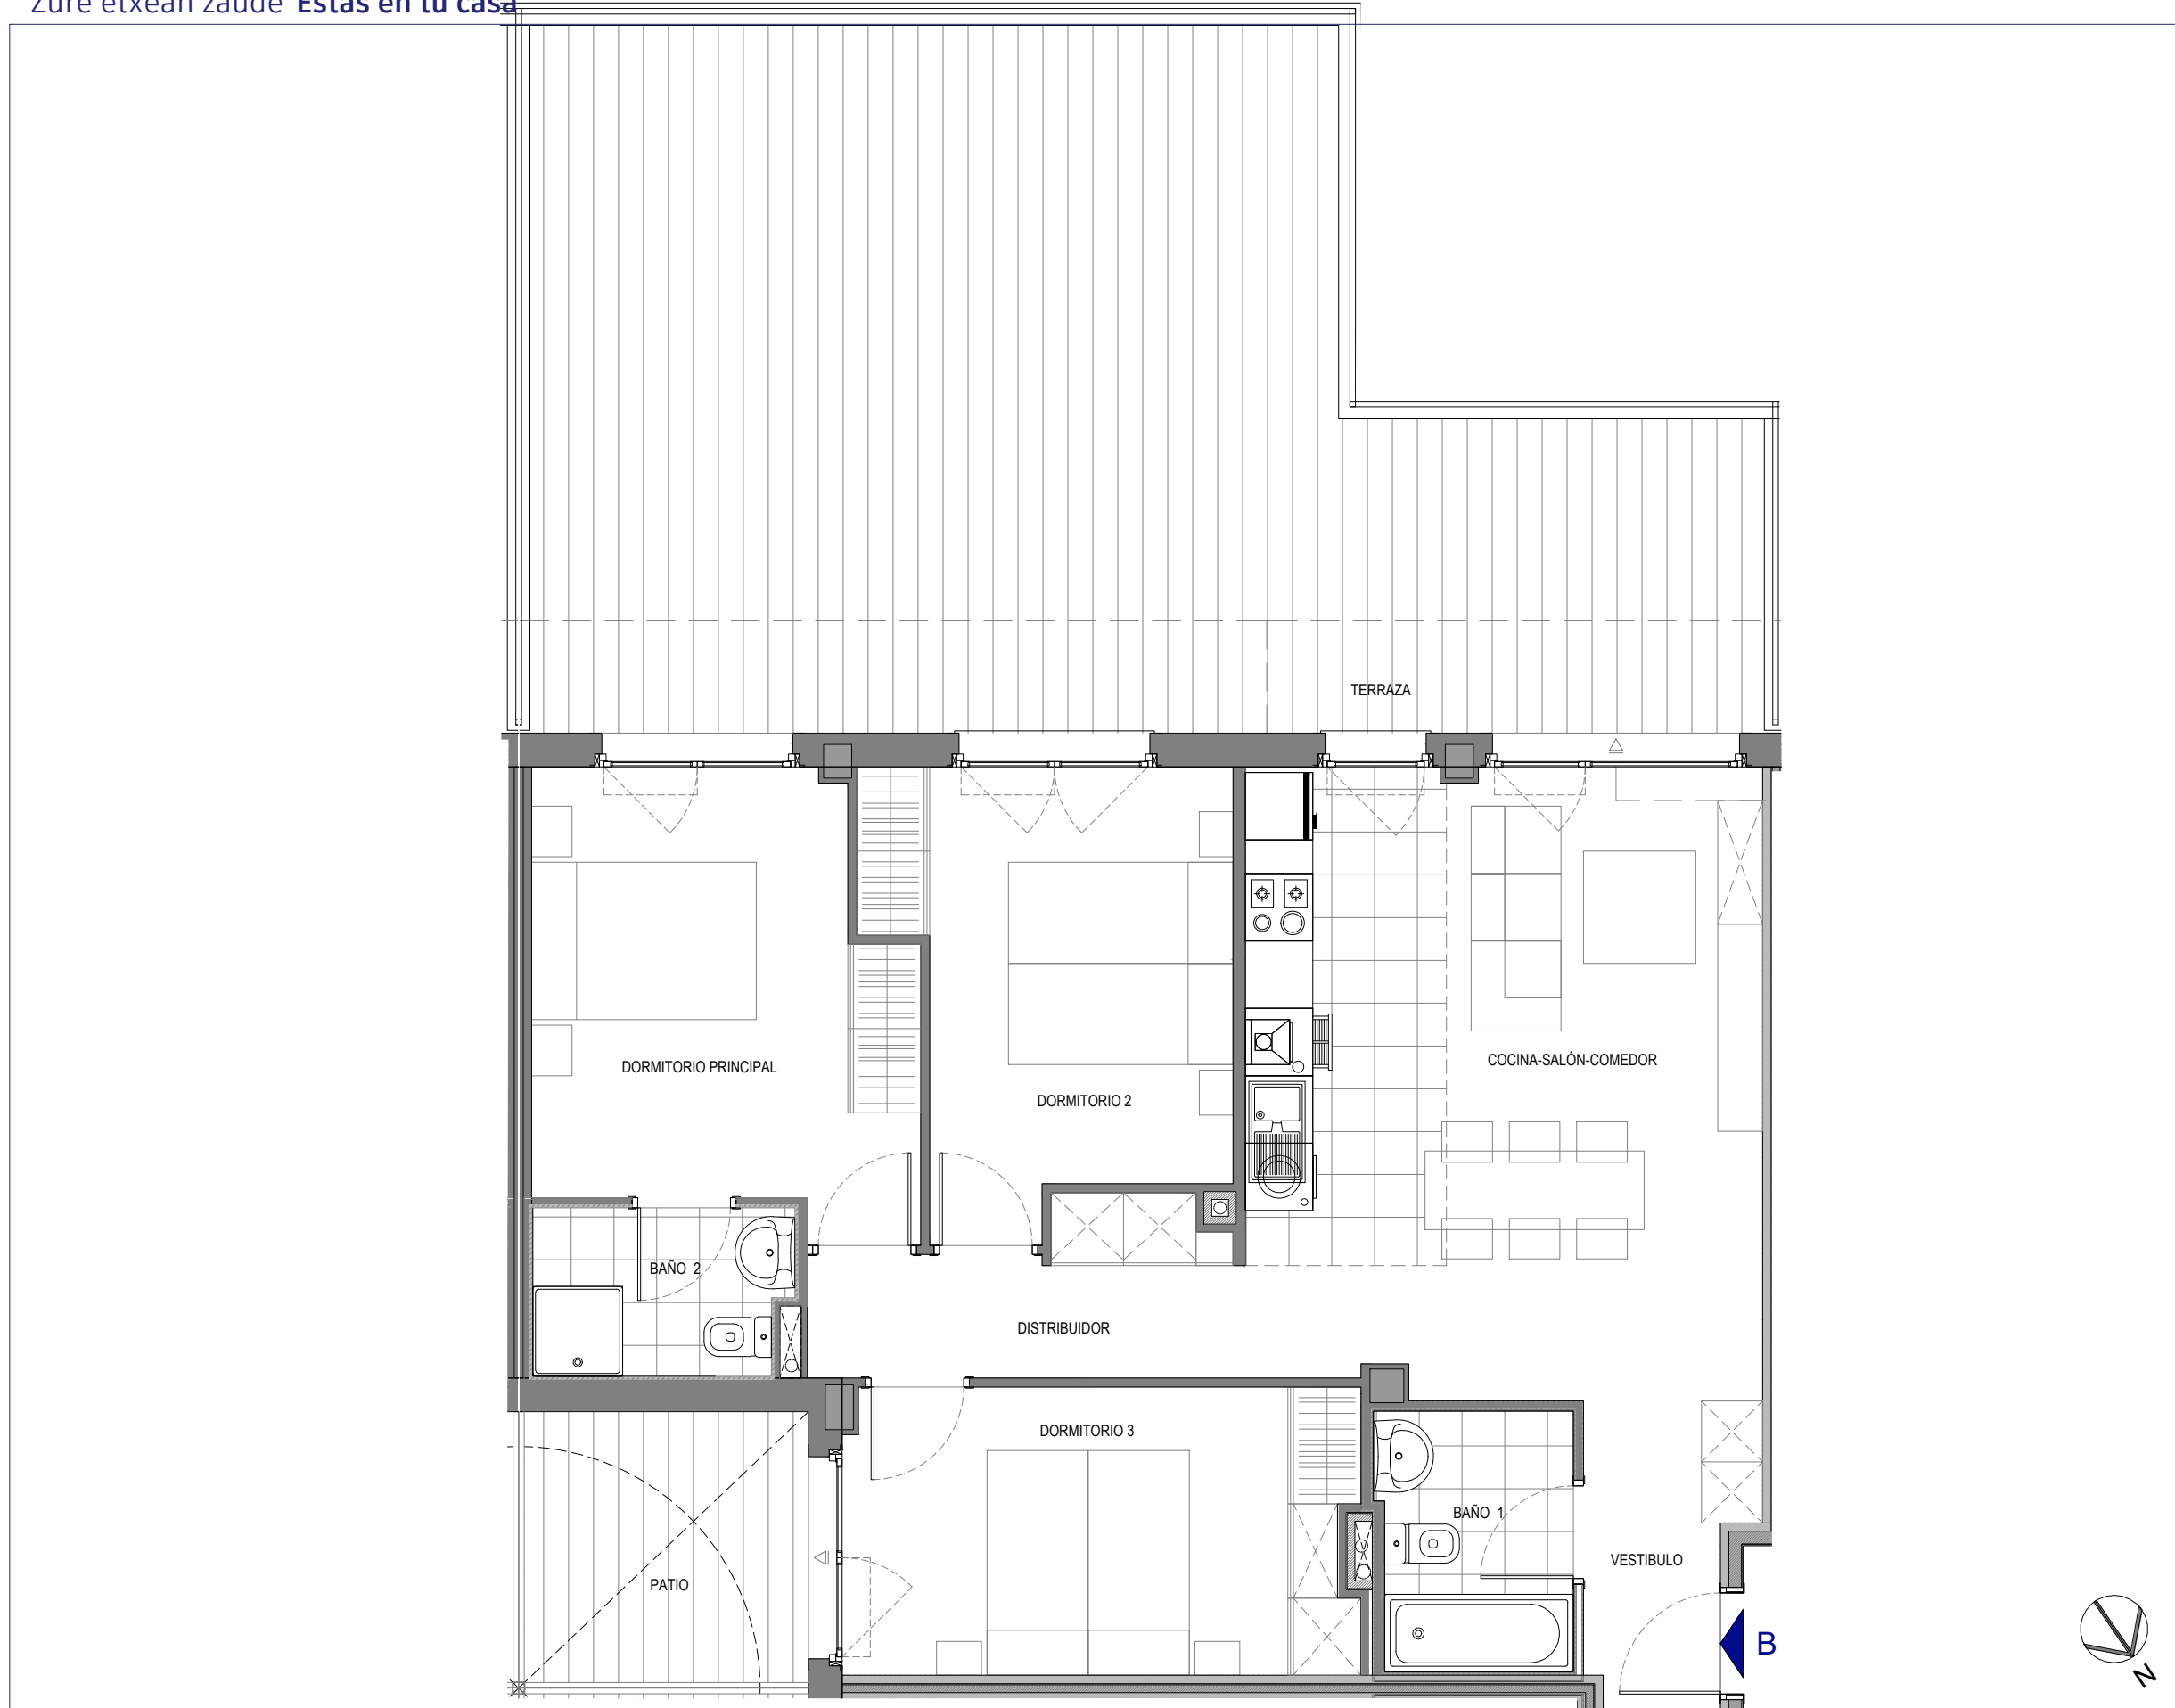 Zure etxean zaude Estás en tu casa
TERRAZA
DORMITORIO PRINCIPAL
DORMITORIO 2
COCINA-SALÓN-COMEDOR
BAÑO 2
DISTRIBUIDOR
DORMITORIO 3
BAÑO 1
VESTIBULO
PATIO
B
N